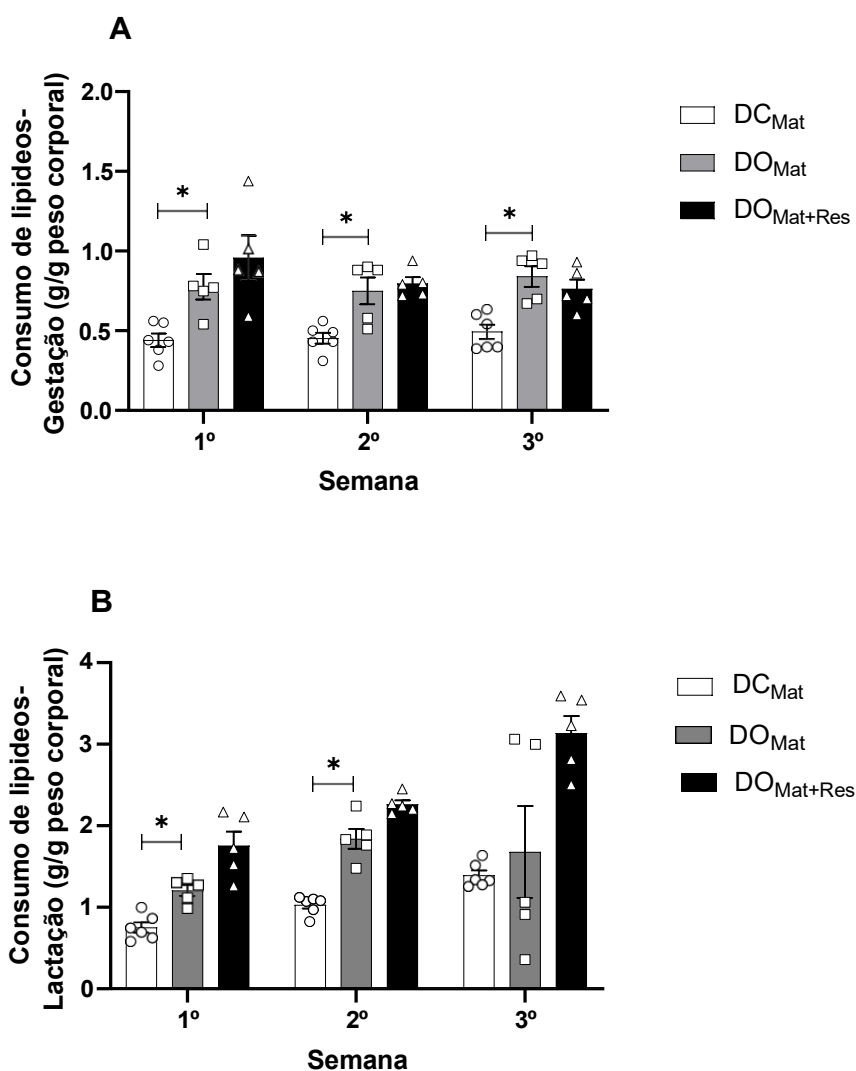 A
Consumo de lipideos-
Gestação (g/g peso corporal)
2.0
1.5
1.0
0.5
0.0
*
*
*
1º
2º
3º
Semana
DCMat
DOMat
DOMat+Res
B
Consumo de lipideos-
Lactação (g/g peso corporal)
4
3
2
1
0
*
*
1º
2º
3º
Semana
DCMat
DOMat
DOMat+Res